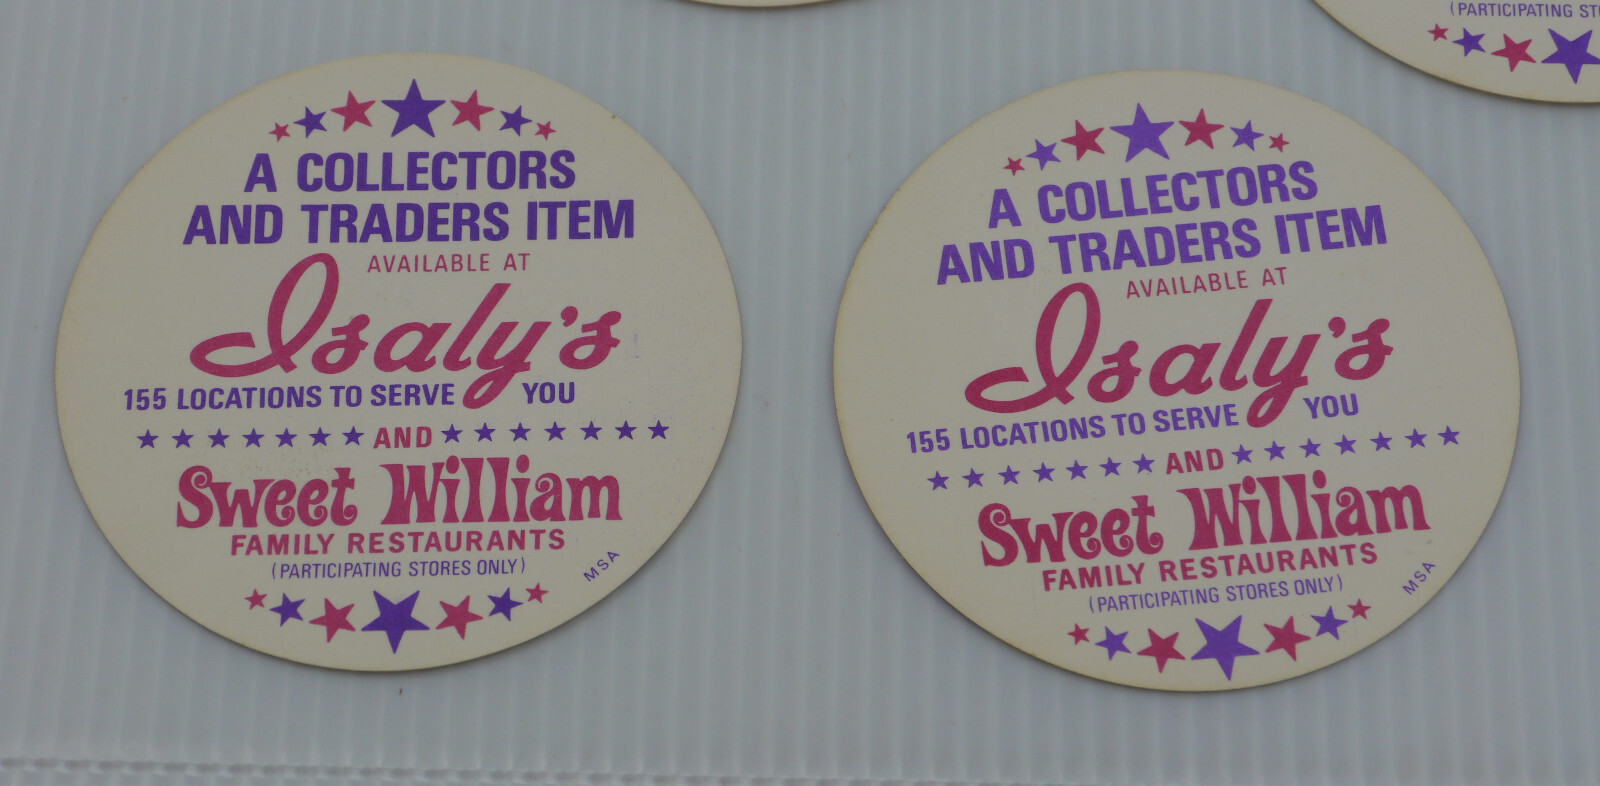 A COLLECTORS
AND TRADERS ITEM
AVAILABLE AT
Isaly's
155 LOCATIONS TO SERVE YOU
AND
Sweet William
FAMILY RESTAURANTS
(PARTICIPATING STORES ONLY)
MSA
A COLLECTORS
AND TRADERS ITEM
AVAILABLE AT
Isaly's
155 LOCATIONS TO SERVE YOU
AND
Sweet William
FAMILY RESTAURANTS
(PARTICIPATING STORES ONLY)
MSA
(PARTICIPATING